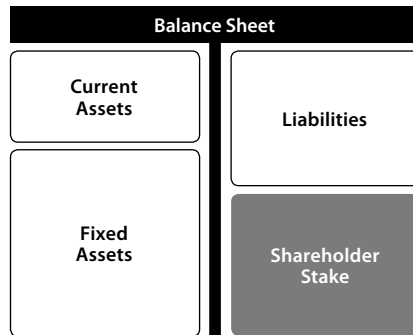 Balance Sheet
Current
Assets
Fixed
Assets
Liabilities
Shareholder
Stake